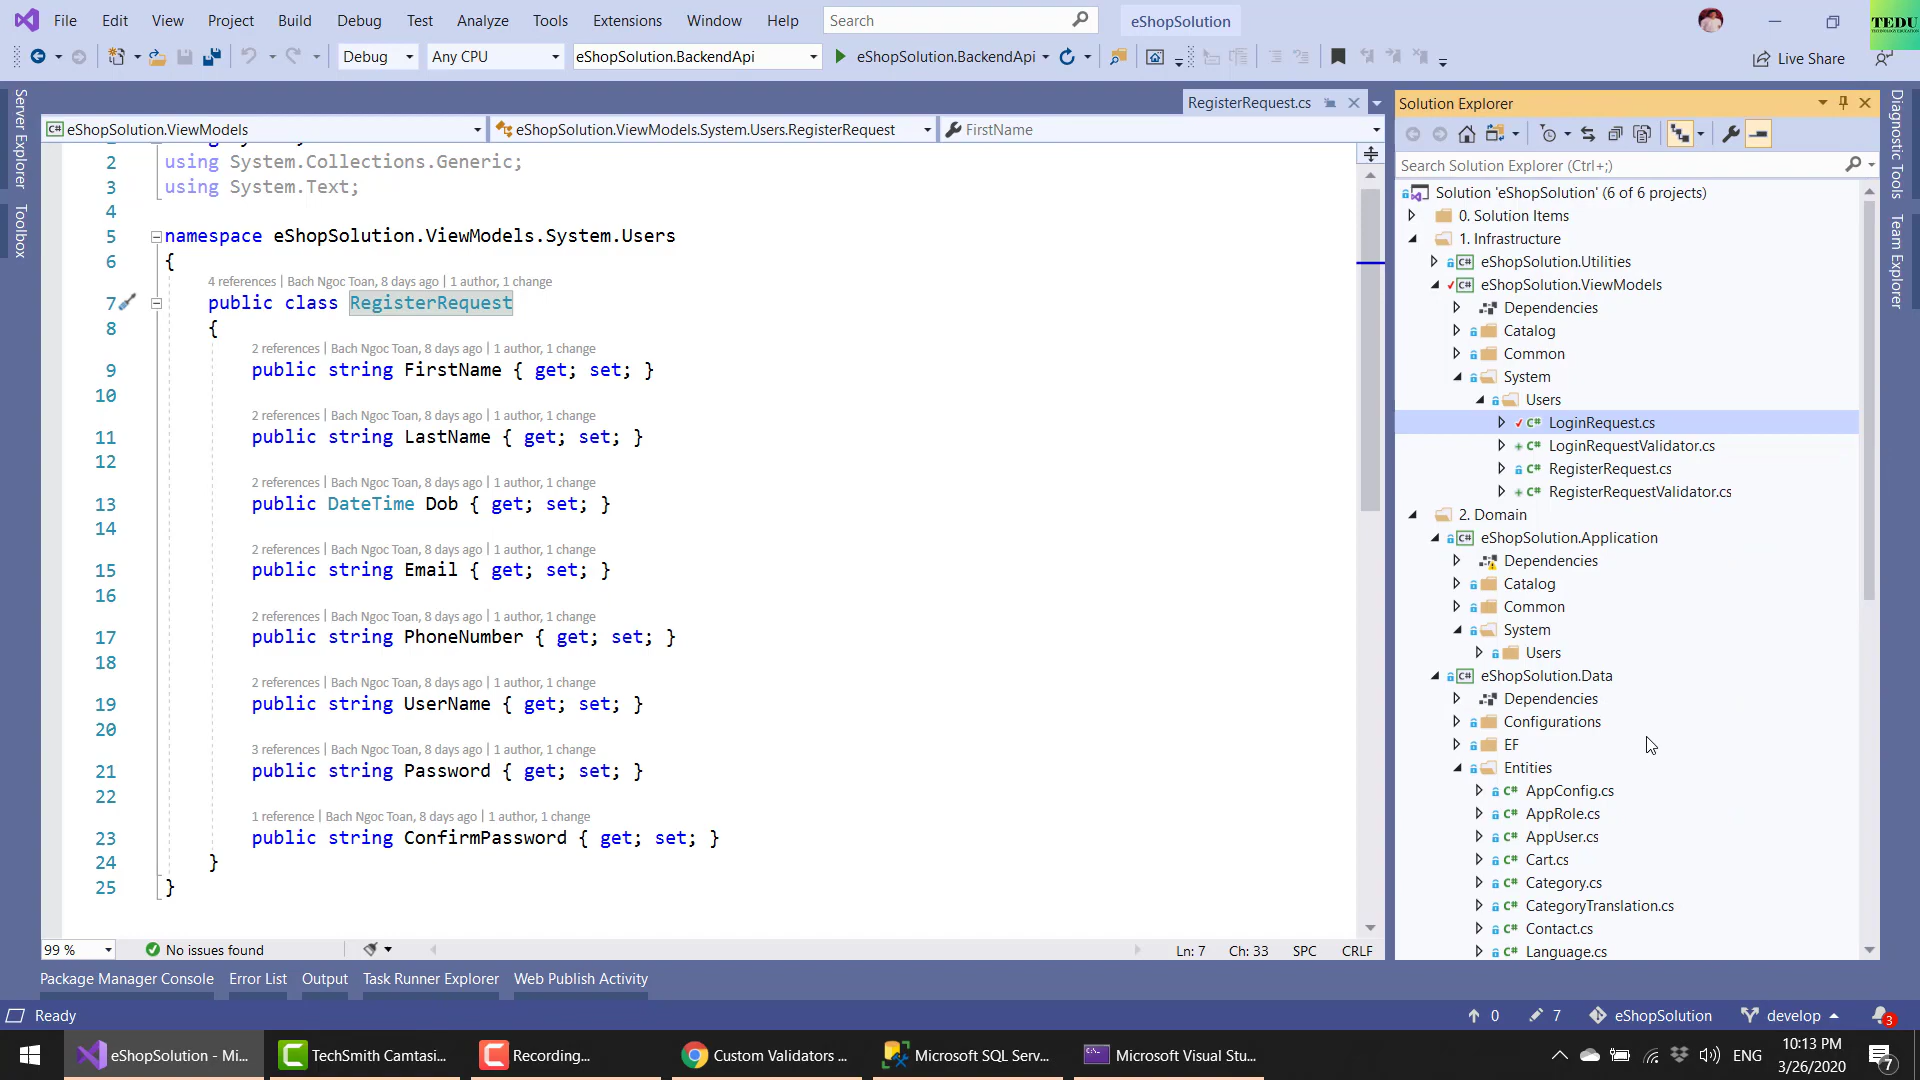 File Edit View Project Build Debug Test Analyze Tools Extensions Window Help Search eShopSolution
TEDU
Debug Any CPU eShopSolution.BackendApi eShopSolution.BackendApi Live Share
Server Explorer
Toolbox
RegisterRequest.cs
eShopSolution.ViewModels eShopSolution.ViewModels.System.Users.RegisterRequest FirstName
2 using System.Collections.Generic;
3 using System.Text;
4
5 namespace eShopSolution.ViewModels.System.Users
6 {
4 references | Bach Ngoc Toan, 8 days ago | 1 author, 1 change
7 public class RegisterRequest
8 {
2 references | Bach Ngoc Toan, 8 days ago | 1 author, 1 change
9 public string FirstName { get; set; }
10
2 references | Bach Ngoc Toan, 8 days ago | 1 author, 1 change
11 public string LastName { get; set; }
12
2 references | Bach Ngoc Toan, 8 days ago | 1 author, 1 change
13 public DateTime Dob { get; set; }
14
2 references | Bach Ngoc Toan, 8 days ago | 1 author, 1 change
15 public string Email { get; set; }
16
2 references | Bach Ngoc Toan, 8 days ago | 1 author, 1 change
17 public string PhoneNumber { get; set; }
18
2 references | Bach Ngoc Toan, 8 days ago | 1 author, 1 change
19 public string UserName { get; set; }
20
3 references | Bach Ngoc Toan, 8 days ago | 1 author, 1 change
21 public string Password { get; set; }
22
1 reference | Bach Ngoc Toan, 8 days ago | 1 author, 1 change
23 public string ConfirmPassword { get; set; }
24 }
25 }
99 % No issues found Ln: 7 Ch: 33 SPC CRLF
Solution Explorer
Search Solution Explorer (Ctrl+;)
Solution 'eShopSolution' (6 of 6 projects)
0. Solution Items
1. Infrastructure
eShopSolution.Utilities
eShopSolution.ViewModels
Dependencies
Catalog
Common
System
Users
LoginRequest.cs
LoginRequestValidator.cs
RegisterRequest.cs
RegisterRequestValidator.cs
2. Domain
eShopSolution.Application
Dependencies
Catalog
Common
System
Users
eShopSolution.Data
Dependencies
Configurations
EF
Entities
AppConfig.cs
AppRole.cs
AppUser.cs
Cart.cs
Category.cs
CategoryTranslation.cs
Contact.cs
Language.cs
Diagnostic Tools
Team Explorer
Package Manager Console Error List Output Task Runner Explorer Web Publish Activity
Ready 0 7 eShopSolution develop 3
eShopSolution - Mi... TechSmith Camtasi... Recording... Custom Validators ... Microsoft SQL Serv... Microsoft Visual Stu... ENG 10:13 PM 7
3/26/2020